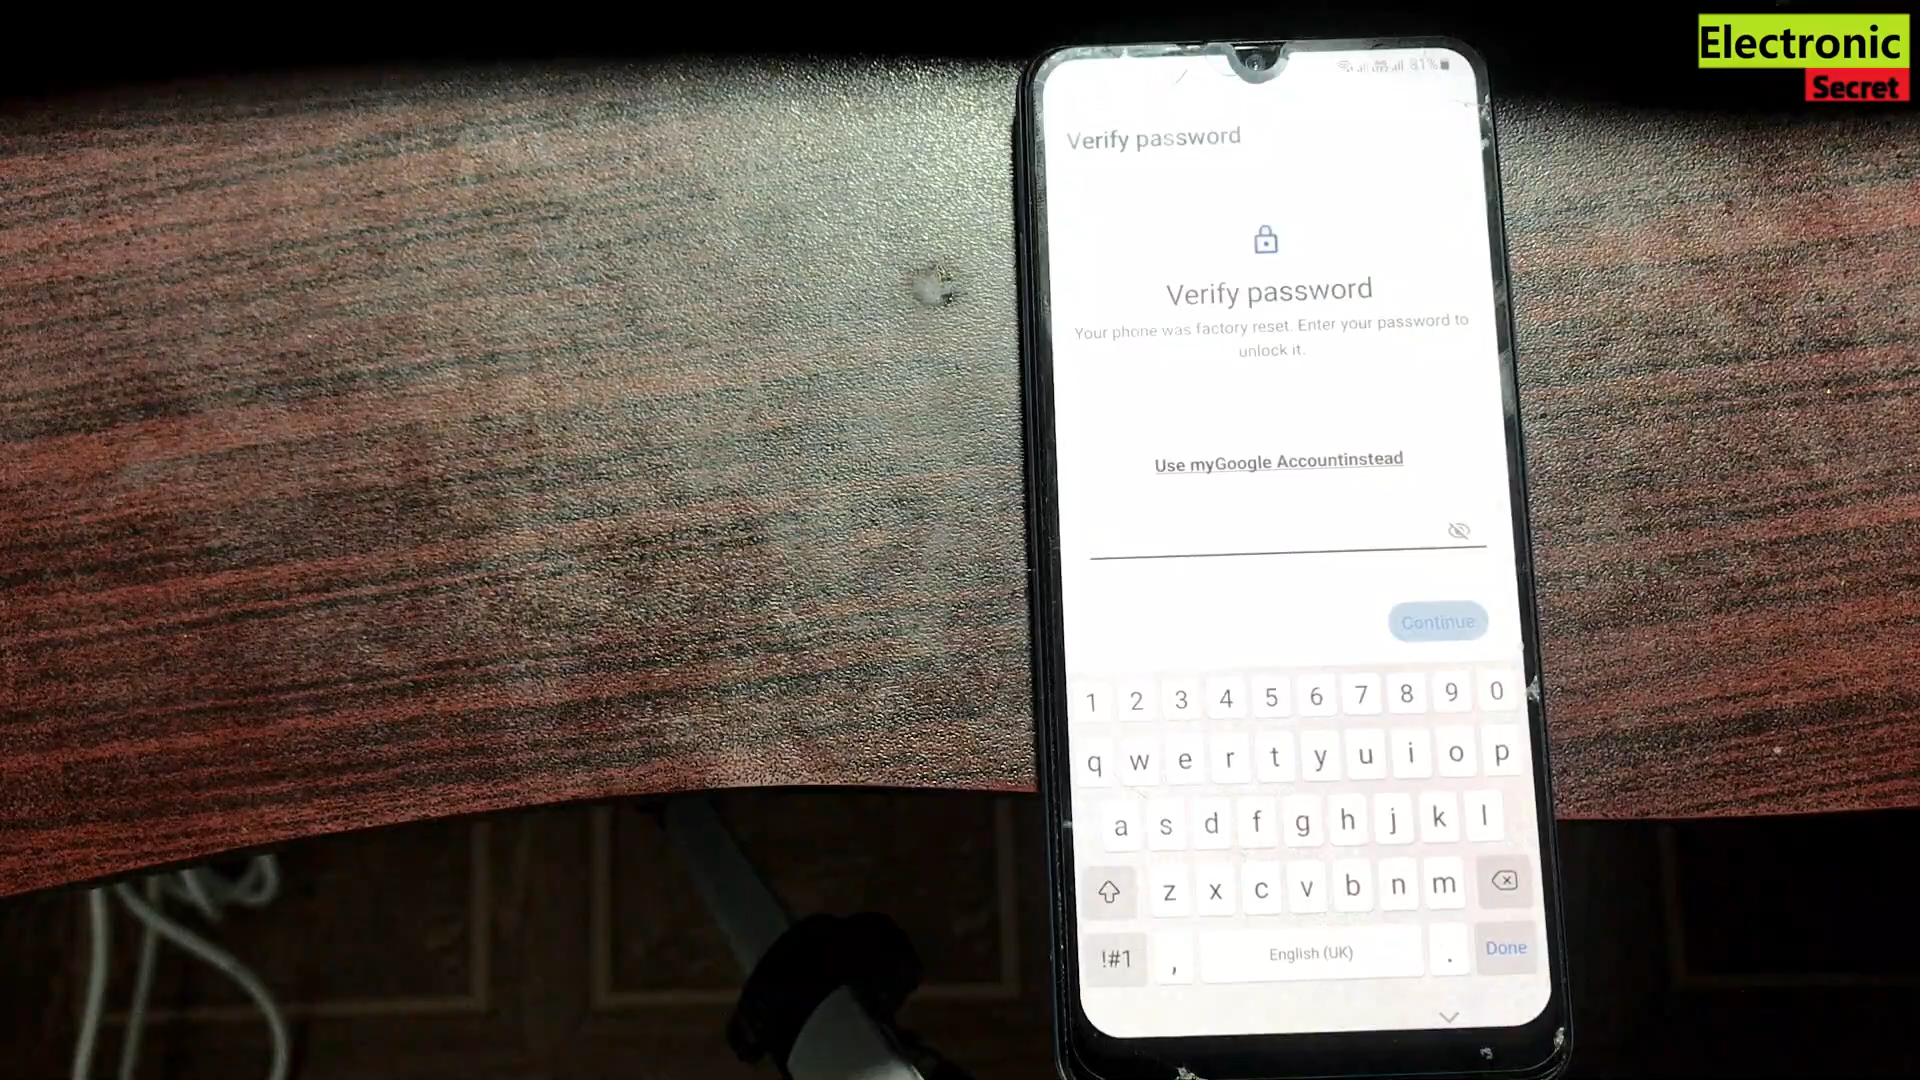 Electronic
Secret
81%
Verify password
Verify password
Your phone was factory reset. Enter your password to
unlock it.
Use myGoogle Accountinstead
Continue
1 2 3 4 5 6 7 8 9 0
q w e r t y u i o p
a s d f g h j k l
z x c v b n m
!#1 , English (UK) . Done